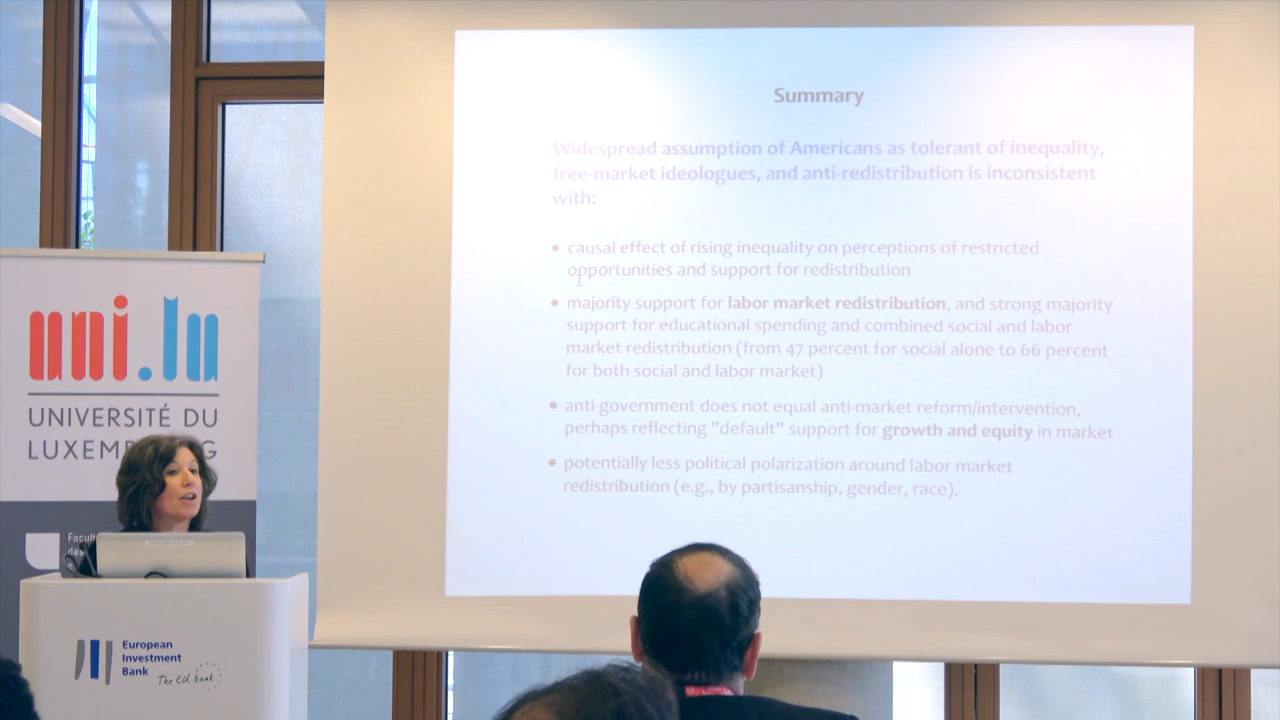 Summary
Widespread assumption of Americans as tolerant of inequality,
free-market ideologues, and anti-redistribution is inconsistent
with:
• causal effect of rising inequality on perceptions of restricted
opportunities and support for redistribution
• majority support for labor market redistribution, and strong majority
support for educational spending and combined social and labor
market redistribution (from 47 percent for social alone to 66 percent
for both social and labor market)
• anti-government does not equal anti-market reform/intervention,
perhaps reflecting "default" support for growth and equity in market
• potentially less political polarization around labor market
redistribution (e.g., by partisanship, gender, race).
uni.lu
UNIVERSITÉ DU
LUXEM G
Facult
des
European
Investment
Bank
The EU bank